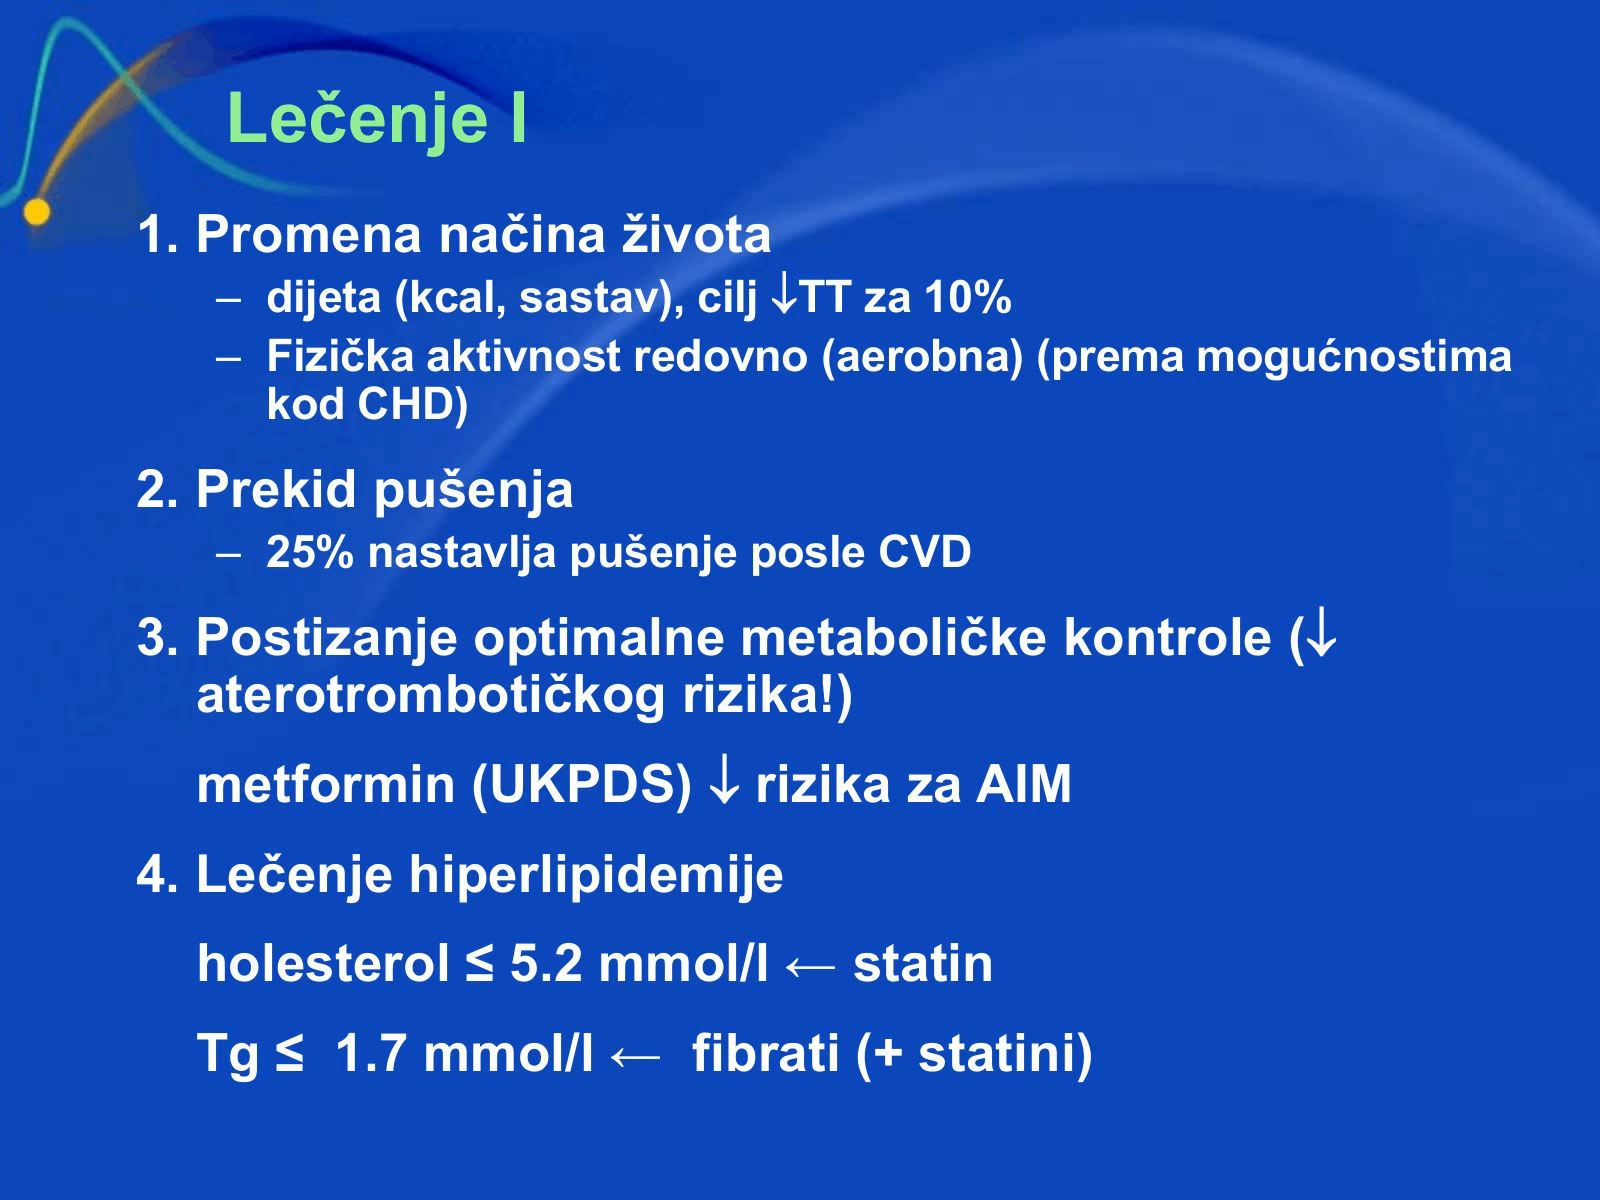 Lečenje I
1. Promena načina života
– dijeta (kcal, sastav), cilj ↓TT za 10%
– Fizička aktivnost redovno (aerobna) (prema mogućnostima
kod CHD)
2. Prekid pušenja
– 25% nastavlja pušenje posle CVD
3. Postizanje optimalne metaboličke kontrole (↓
aterotrombotičkog rizika!)
metformin (UKPDS) ↓ rizika za AIM
4. Lečenje hiperlipidemije
holesterol ≤ 5.2 mmol/l ← statin
Tg ≤ 1.7 mmol/l ← fibrati (+ statini)